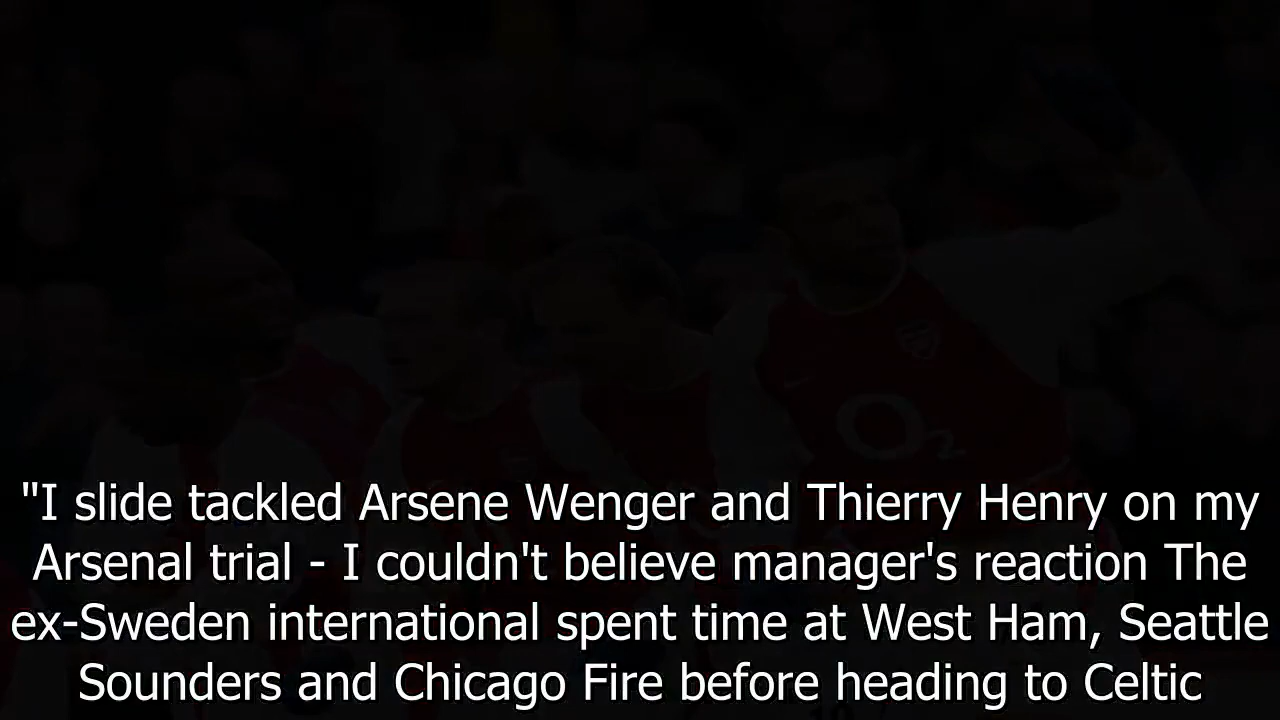 "I slide tackled Arsene Wenger and Thierry Henry on my
Arsenal trial - I couldn't believe manager's reaction The
ex-Sweden international spent time at West Ham, Seattle
Sounders and Chicago Fire before heading to Celtic
O2